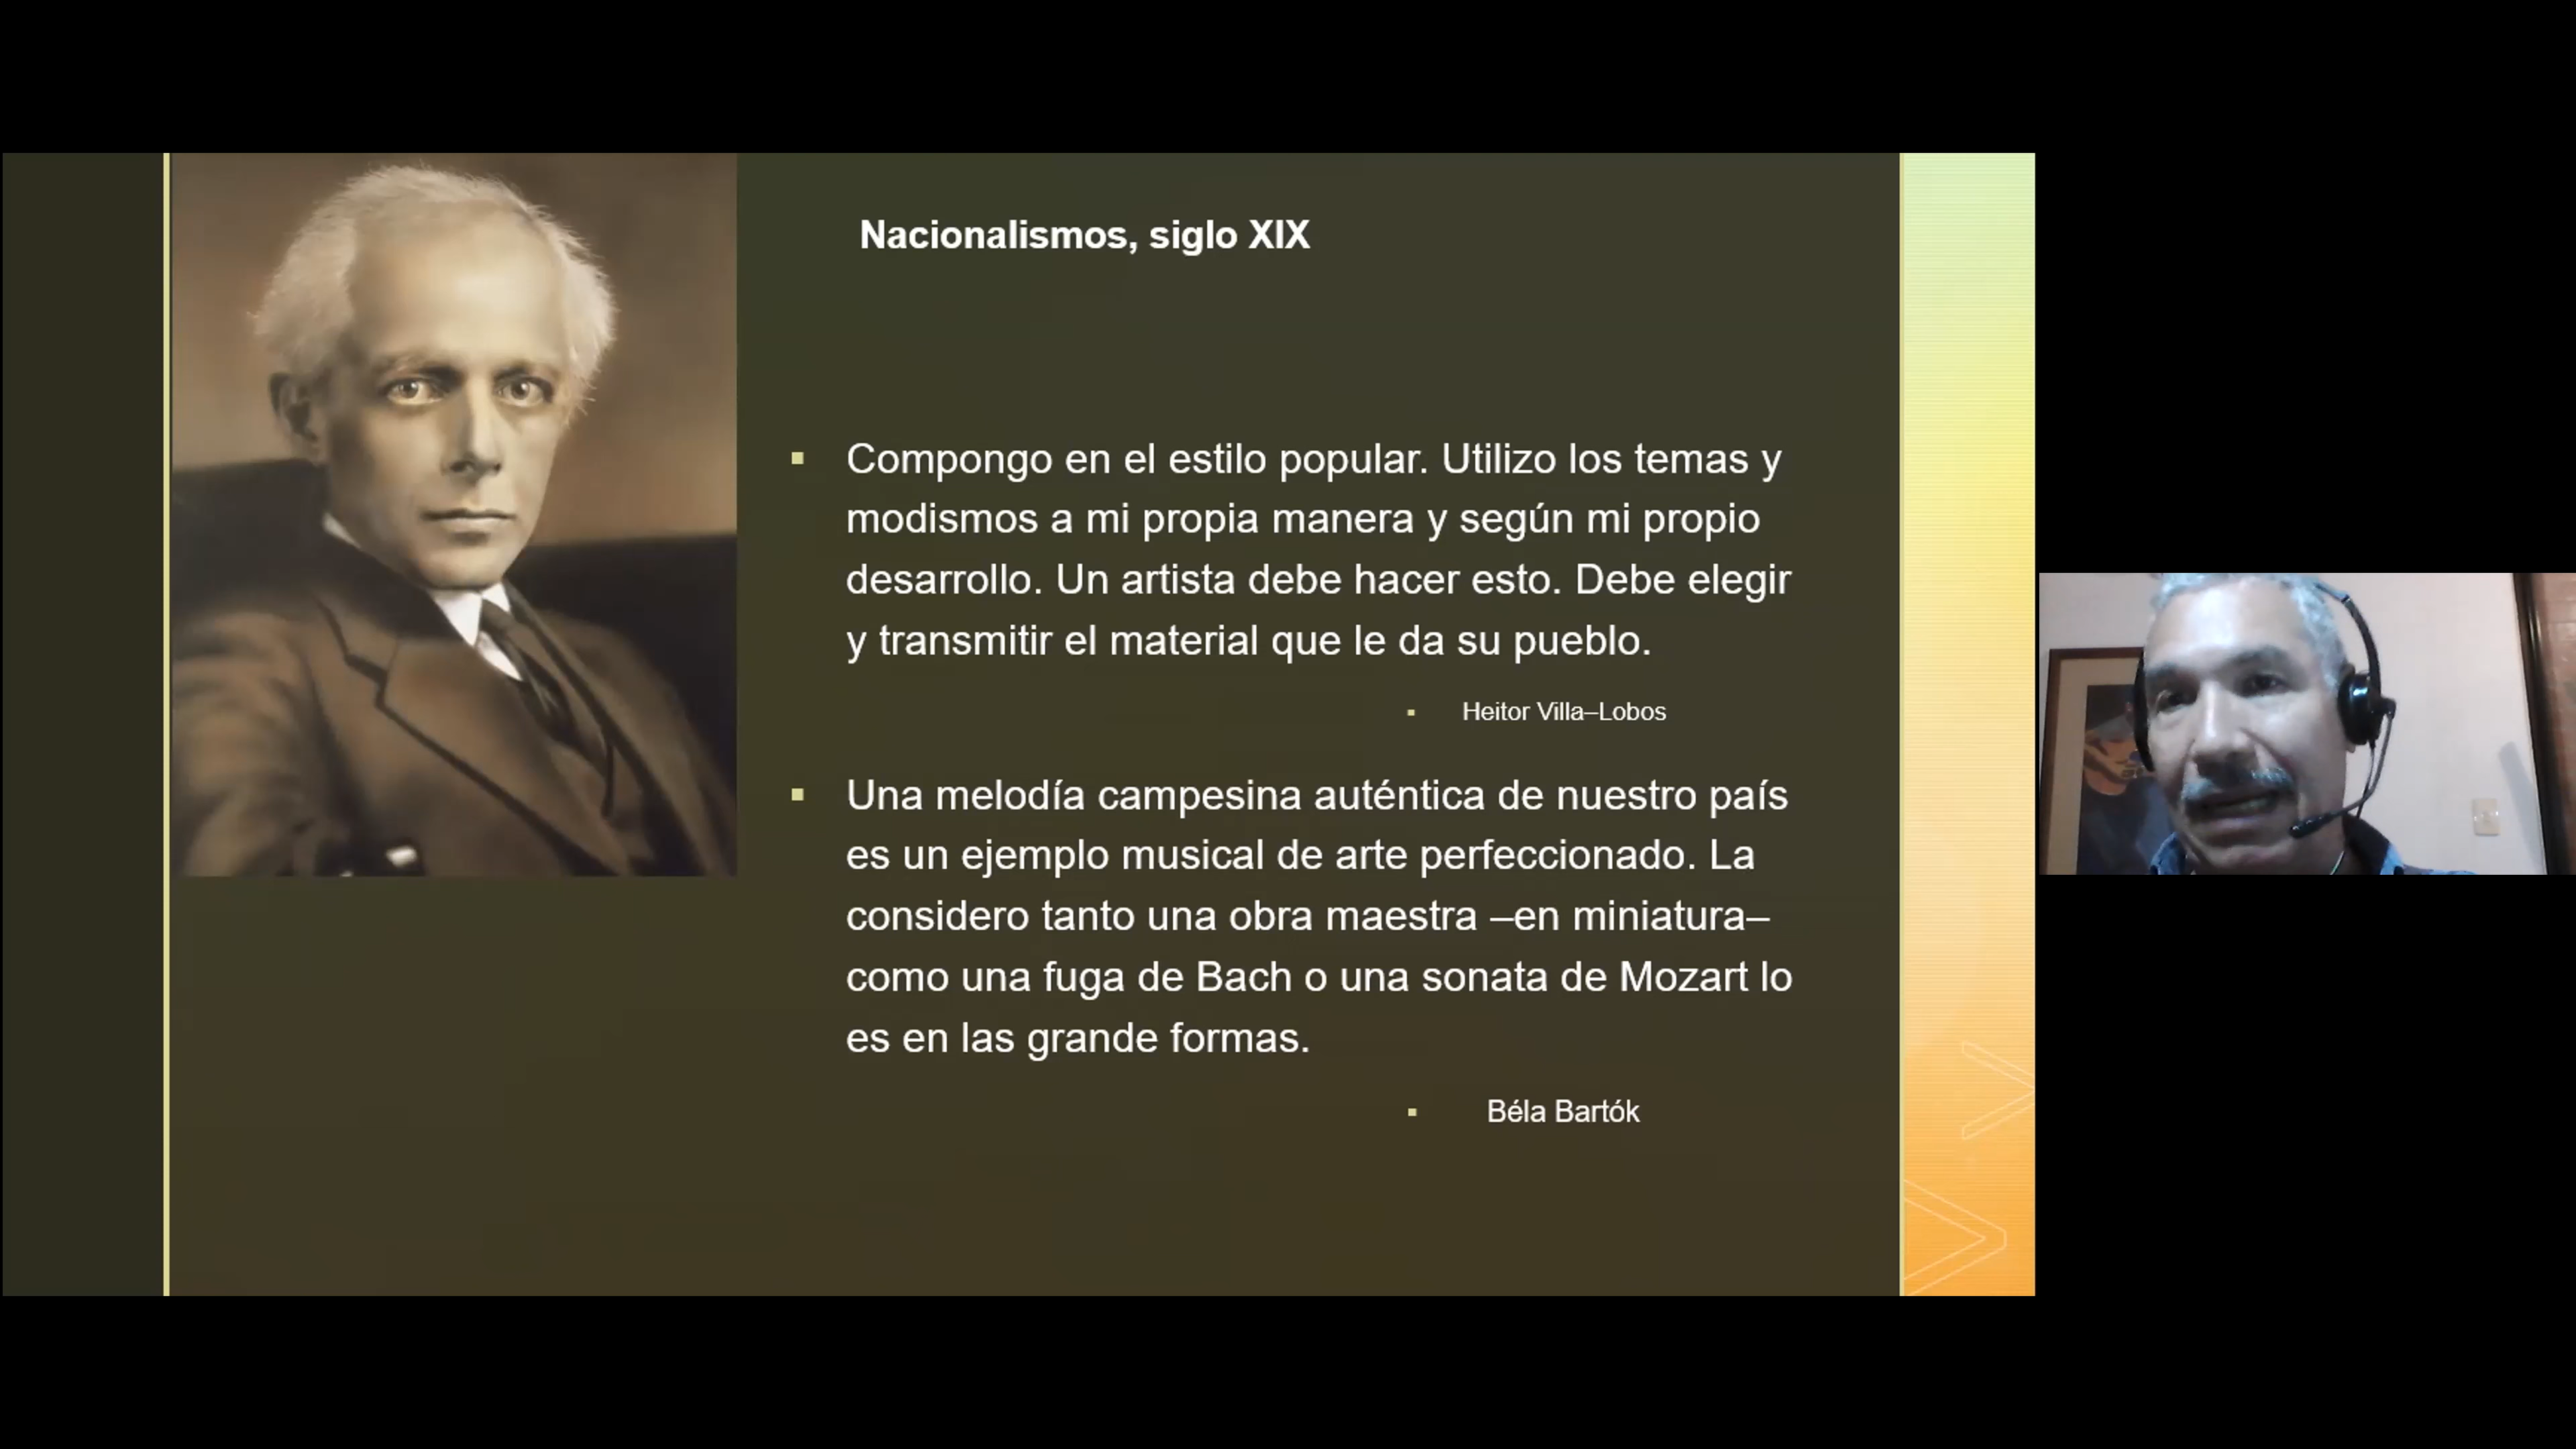 Nacionalismos, siglo XIX
Compongo en el estilo popular. Utilizo los temas y
modismos a mi propia manera y según mi propio
desarrollo. Un artista debe hacer esto. Debe elegir
y transmitir el material que le da su pueblo.
Heitor Villa–Lobos
Una melodía campesina auténtica de nuestro país
es un ejemplo musical de arte perfeccionado. La
considero tanto una obra maestra –en miniatura–
como una fuga de Bach o una sonata de Mozart lo
es en las grande formas.
Béla Bartók